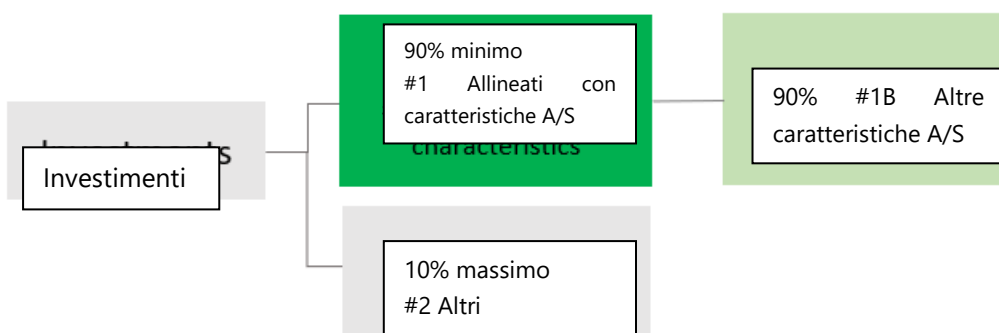 Investimenti
90% minimo
#1 Allineati con
caratteristiche A/S
characteristics
90% #1B Altre
caratteristiche A/S
10% massimo
#2 Altri